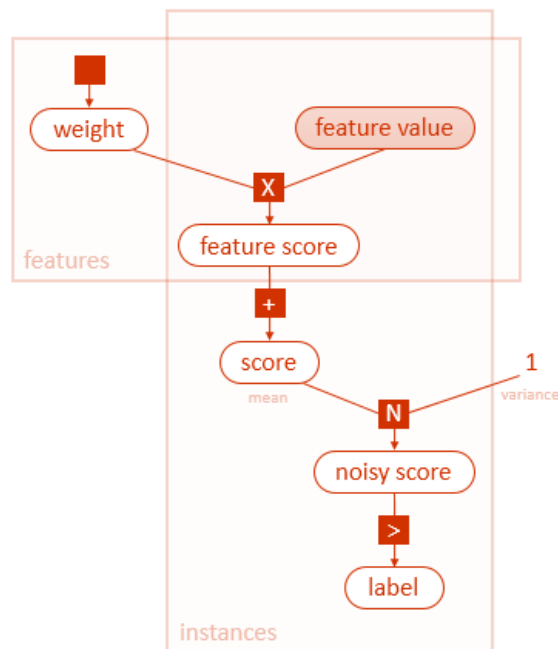 weight
feature value
X
feature score
features
+
score
mean
1
variance
N
noisy score
>
label
instances